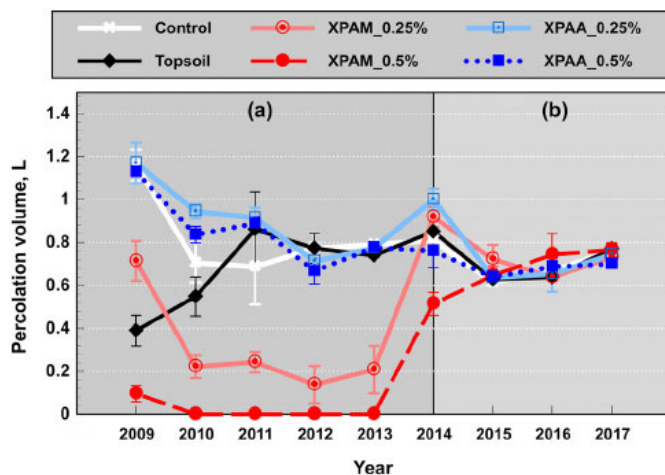 Control XPAM_0.25% XPAA_0.25%
Topsoil XPAM_0.5% XPAA_0.5%
(a) (b)
Percolation volume, L
1.4
1.2
1
0.8
0.6
0.4
0.2
0
2009 2010 2011 2012 2013 2014 2015 2016 2017
Year